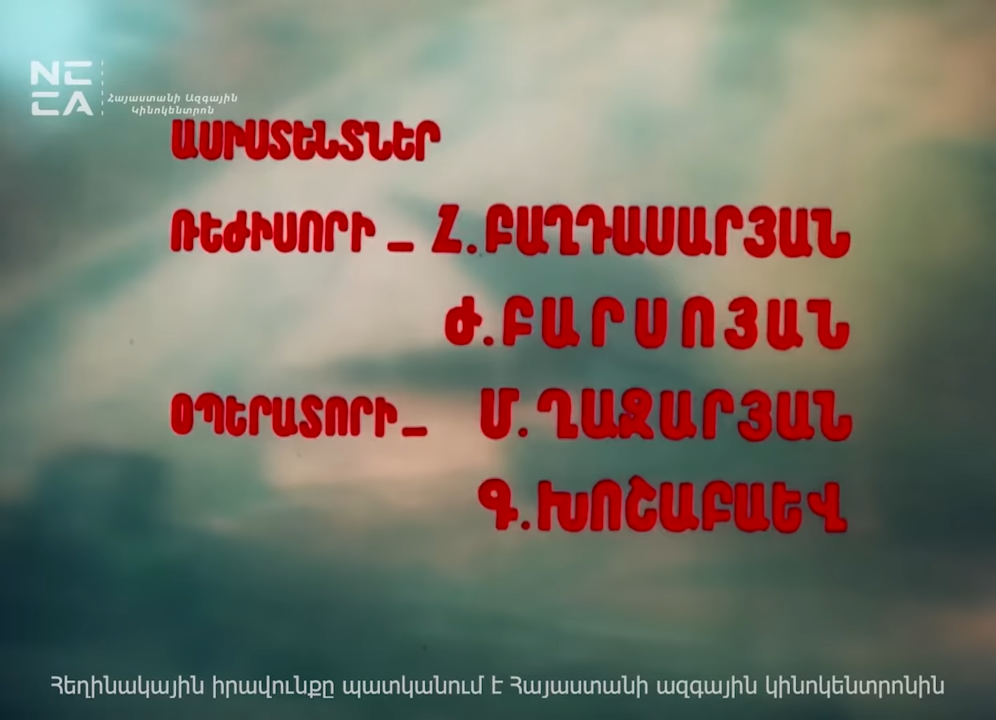 NC
CA
Հայաստանի Ազգային
Կինոկենտրոն
ԱՍԻՍՏԵՆՏՆԵՐ
ՌԵԺԻՍՈՐԻ – Հ.ԲԱՂԴԱՍԱՐՅԱՆ
Ժ.ԲԱՐՍՈՅԱՆ
ՕՊԵՐԱՏՈՐԻ – Մ.ՂԱԶԱՐՅԱՆ
Գ.ԽՈՇԱԲԱԵՎ
Հեղինակային իրավունքը պատկանում է Հայաստանի ազգային կինոկենտրոնին